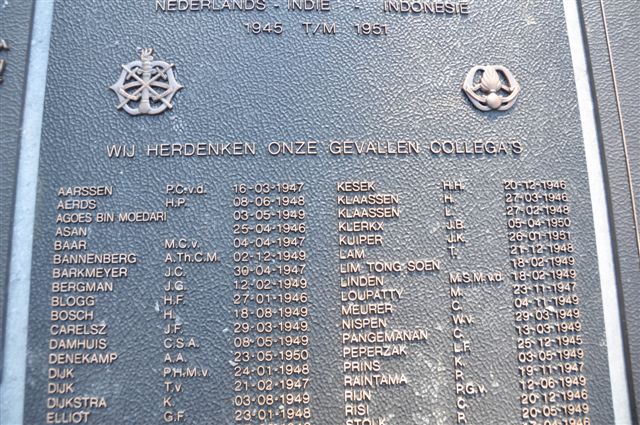 NEDERLANDS - INDIE - INDONESIE
1945 T/M 1951
WIJ HERDENKEN ONZE GEVALLEN COLLEGA'S
AARSSEN P.C.v.d. 16-03-1947
AERDS H.P. 08-06-1948
AGOES BIN MOEDARI 03-05-1949
ASAN 25-04-1946
BAAR M.C.v. 04-04-1947
BANNENBERG A.Th.C.M. 02-12-1949
BARKMEYER J.C. 30-04-1947
BERGMAN J.G. 12-02-1949
BLOGG H.F. 27-01-1946
BOSCH H. 18-08-1949
CARELSZ J.F. 29-03-1949
DAMHUIS C.S.A. 08-05-1949
DENEKAMP A.A. 23-05-1950
DIJK P.H.M.v. 24-01-1948
DIJK T.v. 21-02-1947
DIJKSTRA K. 03-08-1949
ELLIOT G.F. 23-01-1948
KESEK H.H. 20-12-1946
KLAASSEN H. 27-03-1946
KLAASSEN L. 27-02-1948
KLERKX J.B. 05-04-1950
KUIPER J.K. 26-01-1951
LAM T. 21-12-1948
LIM TONG SOEN 18-02-1949
LINDEN M.S.M.v.d. 18-02-1949
LOUPATTY M. 23-11-1947
MEURER C. 04-11-1949
NISPEN W.v. 29-03-1949
PANGEMANAN C. 13-03-1949
PEPERZAK L.F. 25-12-1945
PRINS K. 03-05-1949
RAINTAMA R. 19-11-1947
RIJN P.G.v. 12-06-1949
RISI C. 20-12-1946
STOLK R. 20-05-1949